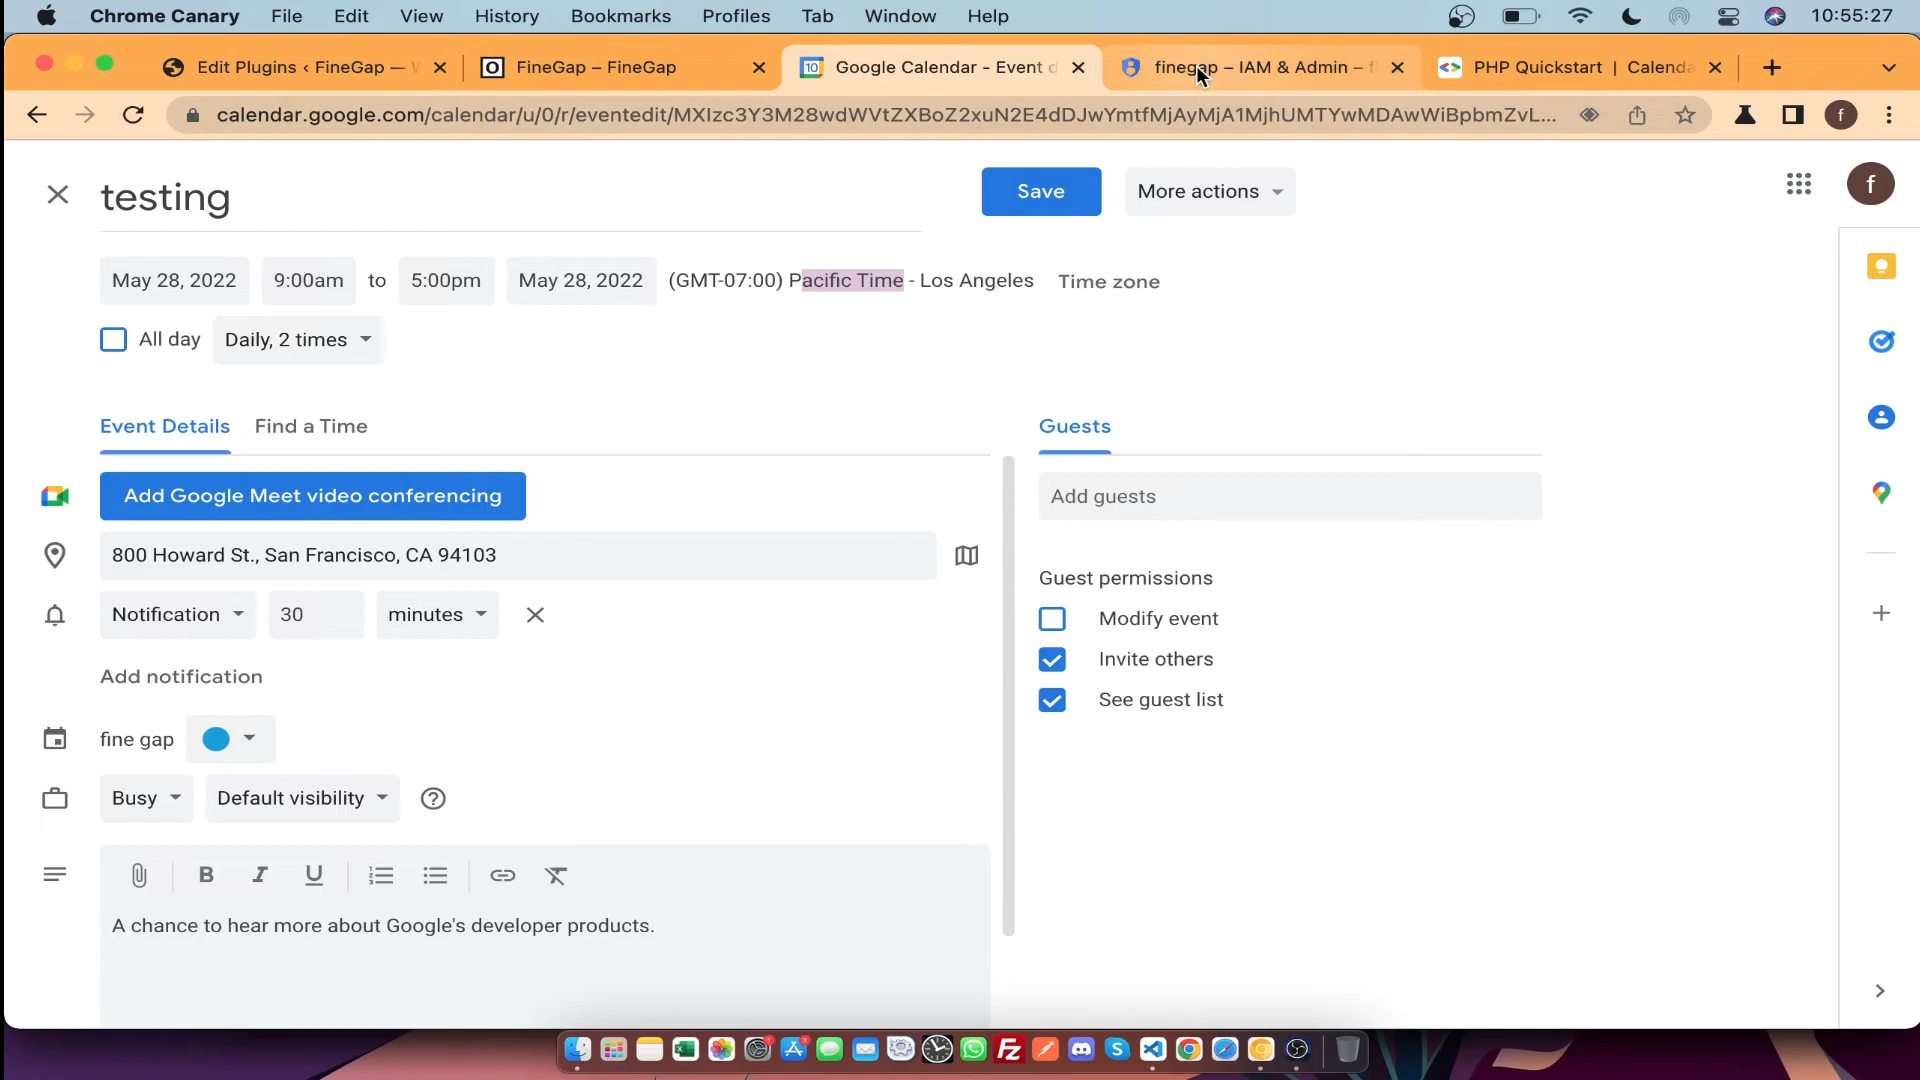 Chrome Canary File Edit View History Bookmarks Profiles Tab Window Help 10:55:27
Edit Plugins ‹ FineGap — W FineGap – FineGap Google Calendar - Event d finegap – IAM & Admin – f PHP Quickstart | Calenda
calendar.google.com/calendar/u/0/r/eventedit/MXIzc3Y3M28wdWVtZXBoZ2xuN2E4dDJwYmtfMjAyMjA1MjhUMTYwMDAwWiBpbmZvL... f
testing Save More actions f
May 28, 2022 9:00am to 5:00pm May 28, 2022 (GMT-07:00) Pacific Time - Los Angeles Time zone
All day Daily, 2 times
Event Details Find a Time Guests
Add Google Meet video conferencing Add guests
800 Howard St., San Francisco, CA 94103
Guest permissions
Notification 30 minutes Modify event
Invite others
Add notification
See guest list
fine gap
Busy Default visibility
B I U
A chance to hear more about Google's developer products.